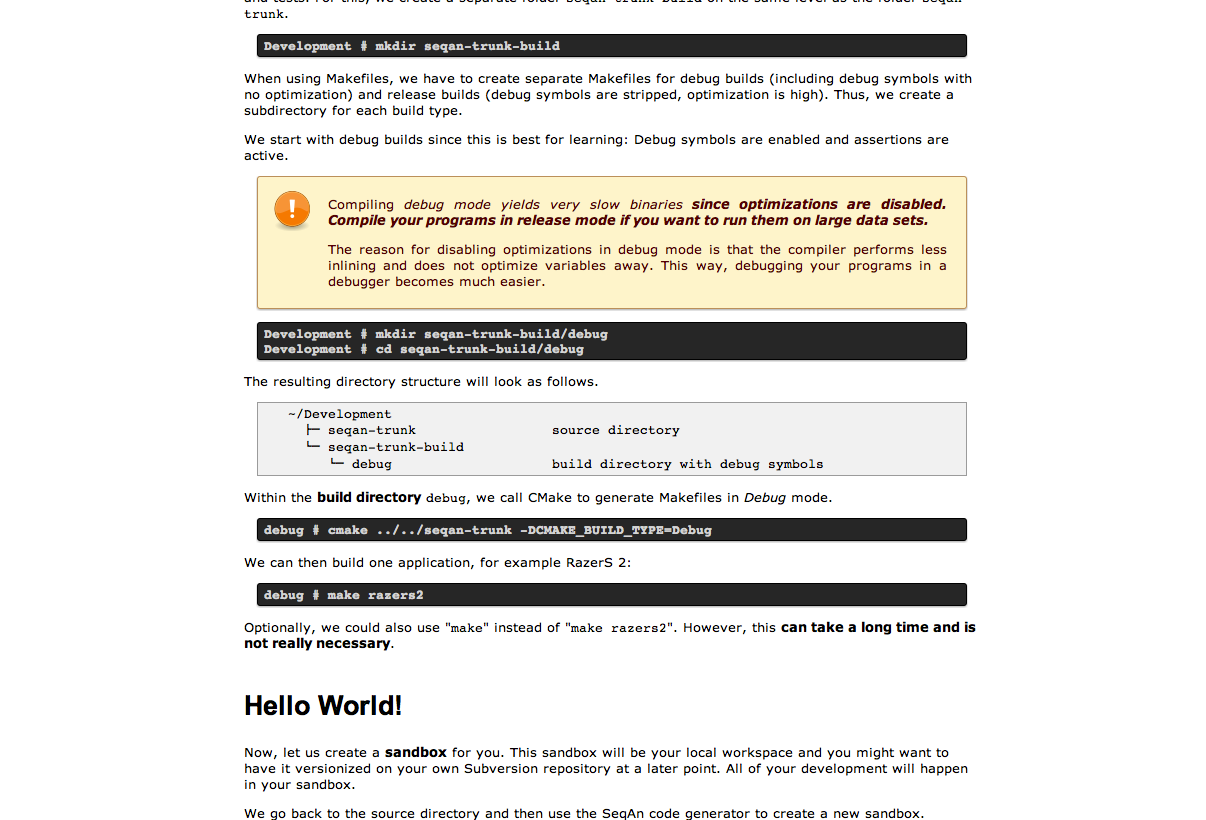 trunk.
Development # mkdir seqan-trunk-build
When using Makefiles, we have to create separate Makefiles for debug builds (including debug symbols with
no optimization) and release builds (debug symbols are stripped, optimization is high). Thus, we create a
subdirectory for each build type.
We start with debug builds since this is best for learning: Debug symbols are enabled and assertions are
active.
Compiling debug mode yields very slow binaries since optimizations are disabled.
Compile your programs in release mode if you want to run them on large data sets.
The reason for disabling optimizations in debug mode is that the compiler performs less
inlining and does not optimize variables away. This way, debugging your programs in a
debugger becomes much easier.
Development # mkdir seqan-trunk-build/debug
Development # cd seqan-trunk-build/debug
The resulting directory structure will look as follows.
~/Development
├─ seqan-trunk source directory
└─ seqan-trunk-build
└─ debug build directory with debug symbols
Within the build directory debug, we call CMake to generate Makefiles in Debug mode.
debug # cmake ../../seqan-trunk -DCMAKE_BUILD_TYPE=Debug
We can then build one application, for example RazerS 2:
debug # make razers2
Optionally, we could also use "make" instead of "make razers2". However, this can take a long time and is
not really necessary.
Hello World!
Now, let us create a sandbox for you. This sandbox will be your local workspace and you might want to
have it versionized on your own Subversion repository at a later point. All of your development will happen
in your sandbox.
We go back to the source directory and then use the SeqAn code generator to create a new sandbox.